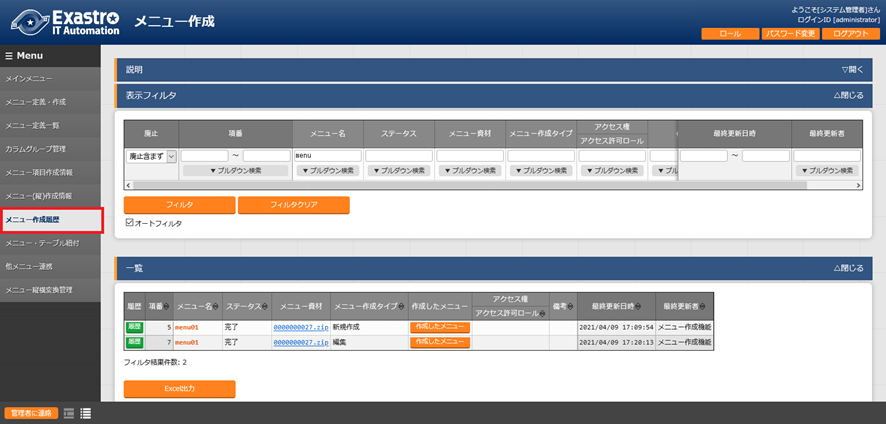 Exastro
IT Automation
メニュー作成
ようこそ[システム管理者]さん
ログインID [administrator]
ロール
パスワード変更
ログアウト
☰ Menu
メインメニュー
メニュー定義・作成
メニュー定義一覧
カラムグループ管理
メニュー項目作成情報
メニュー(縦)作成情報
メニュー作成履歴
メニュー・テーブル紐付
他メニュー連携
メニュー縦横変換管理
説明
▽開く
表示フィルタ
△閉じる
廃止 項番 メニュー名 ステータス メニュー資材 メニュー作成タイプ アクセス権 最終更新日時 最終更新者
アクセス許可ロール
廃止含まず ～ menu ～
▼ プルダウン検索 ▼ プルダウン検索 ▼ プルダウン検索 ▼ プルダウン検索 ▼ プルダウン検索 ▼ プルダウン検索 ▼ プル ▼ プルダウン検索
フィルタ
フィルタクリア
オートフィルタ
一覧
△閉じる
履歴 項番 メニュー名 ステータス メニュー資材 メニュー作成タイプ 作成したメニュー アクセス権 備考 最終更新日時 最終更新者
アクセス許可ロール
履歴 5 menu01 完了 0000000027.zip 新規作成 作成したメニュー 2021/04/09 17:09:54 メニュー作成機能
履歴 7 menu01 完了 0000000027.zip 編集 作成したメニュー 2021/04/09 17:20:13 メニュー作成機能
フィルタ結果件数: 2
Excel出力
管理者に連絡